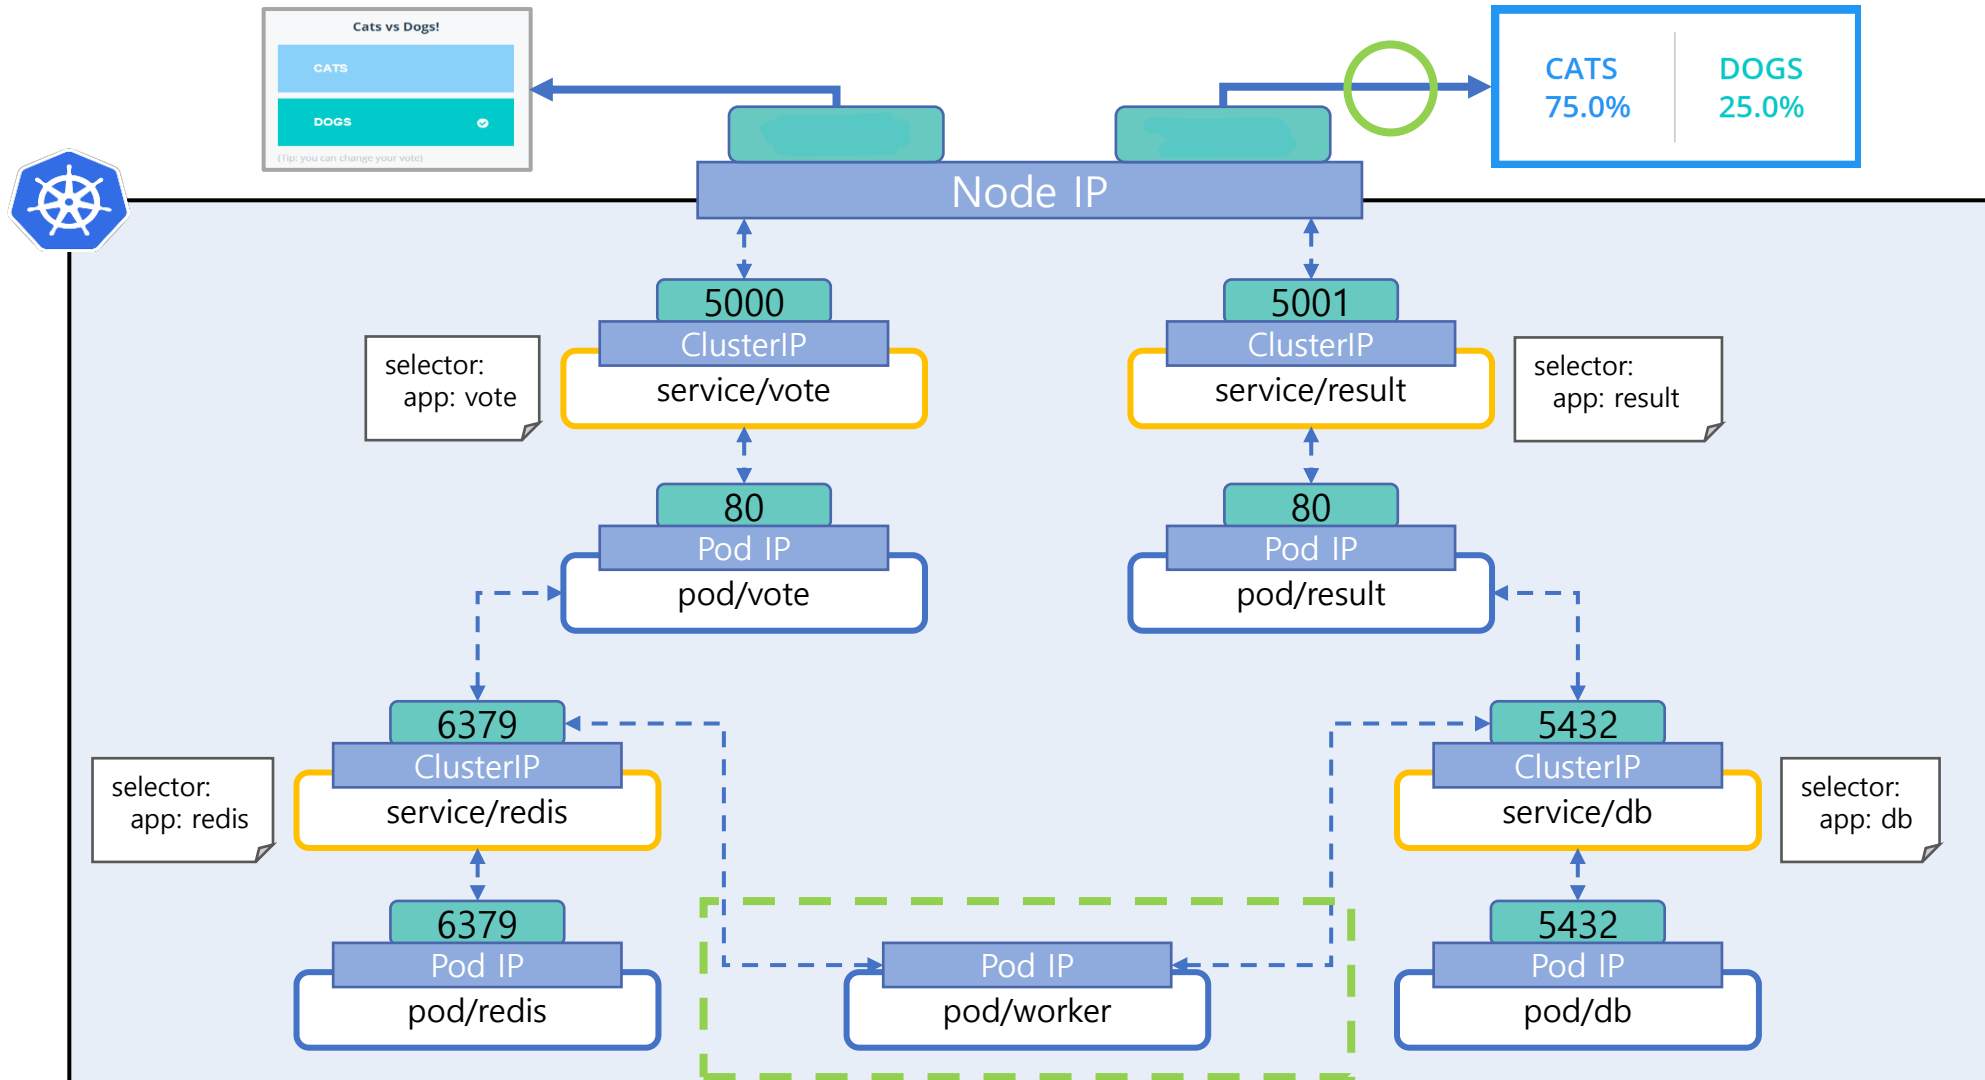 Cats vs Dogs!
CATS
DOGS
(Tip: you can change your vote)
CATS
75.0%
DOGS
25.0%
Node IP
5000
ClusterIP
service/vote
selector:
app: vote
5001
ClusterIP
service/result
selector:
app: result
80
Pod IP
pod/vote
80
Pod IP
pod/result
6379
ClusterIP
service/redis
selector:
app: redis
5432
ClusterIP
service/db
selector:
app: db
6379
Pod IP
pod/redis
Pod IP
pod/worker
5432
Pod IP
pod/db